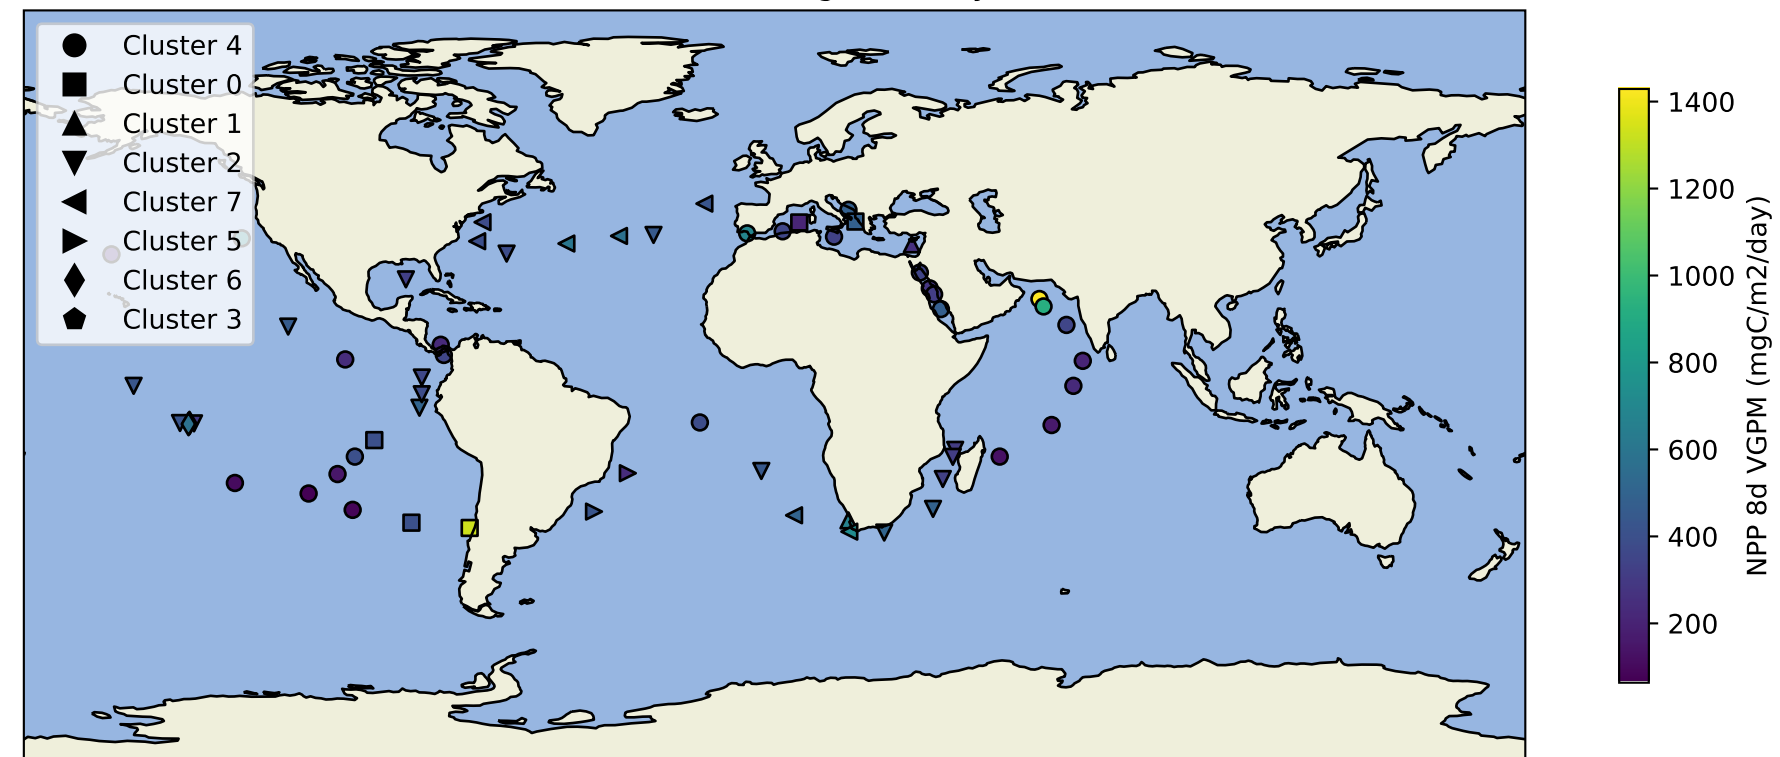 Cluster 4
Cluster 0
Cluster 1
Cluster 2
Cluster 7
Cluster 5
Cluster 6
Cluster 3
1400
1200
1000
800
600
400
200
NPP 8d VGPM (mgC/m2/day)